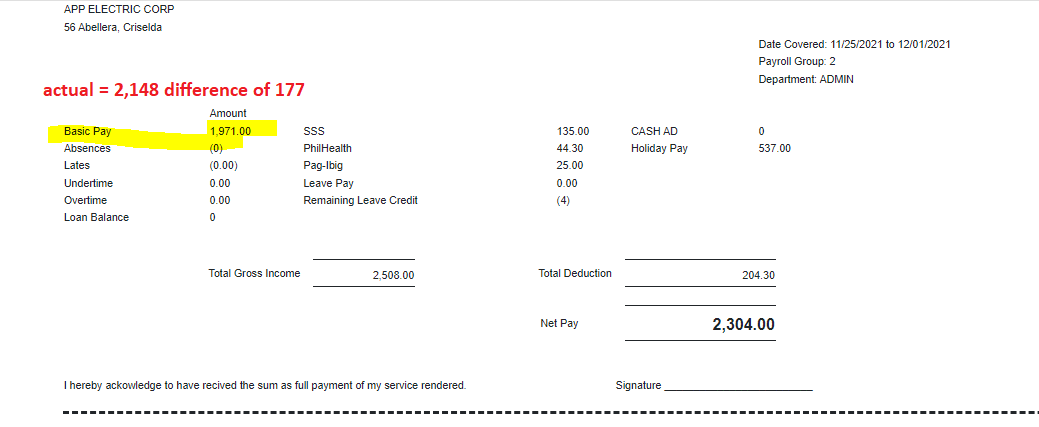 APP ELECTRIC CORP
56 Abellera, Criselda
Date Covered: 11/25/2021 to 12/01/2021
Payroll Group: 2
Department: ADMIN
actual = 2,148 difference of 177
Amount
Basic Pay 1,971.00 SSS 135.00 CASH AD 0
Absences (0) PhilHealth 44.30 Holiday Pay 537.00
Lates (0.00) Pag-Ibig 25.00
Undertime 0.00 Leave Pay 0.00
Overtime 0.00 Remaining Leave Credit (4)
Loan Balance 0
Total Gross Income 2,508.00 Total Deduction 204.30
Net Pay 2,304.00
I hereby ackowledge to have recived the sum as full payment of my service rendered. Signature